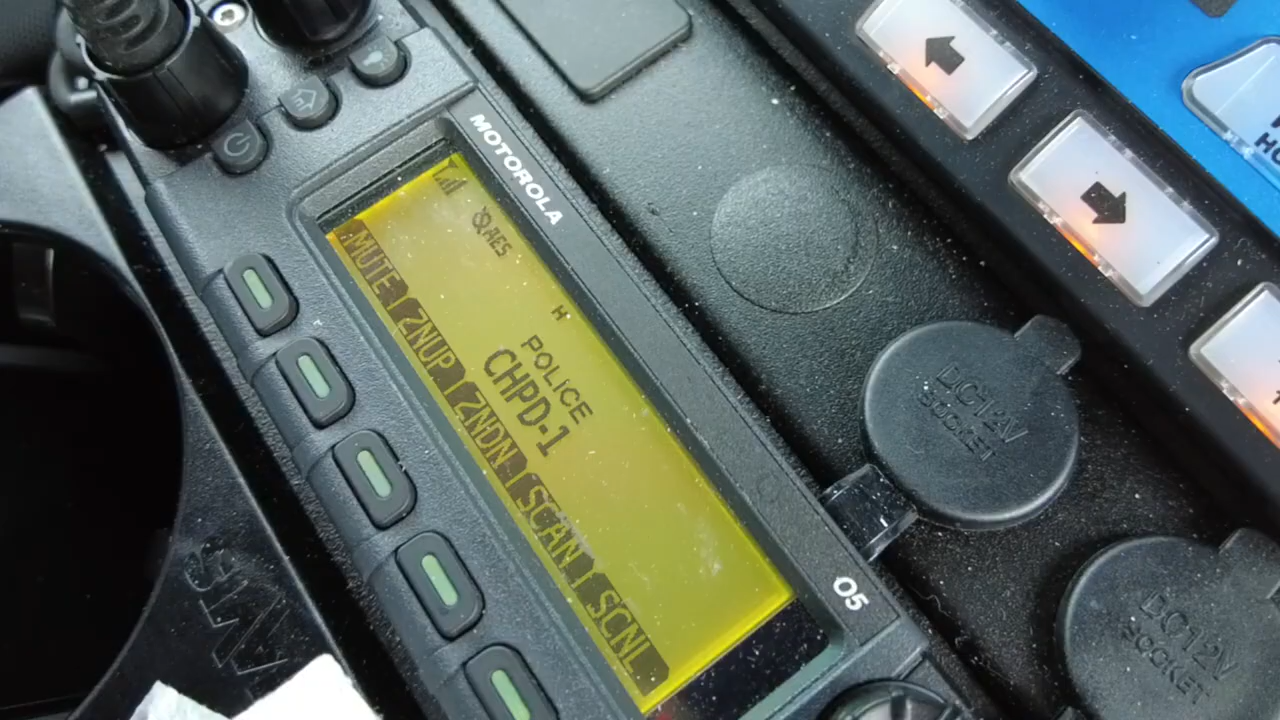 MOTOROLA
AES
H
POLICE
CHPD-1
MUTE ZNUP ZNDN SCAN SCNL
O5
DC12V
SOCKET
DC12V
SOCKET